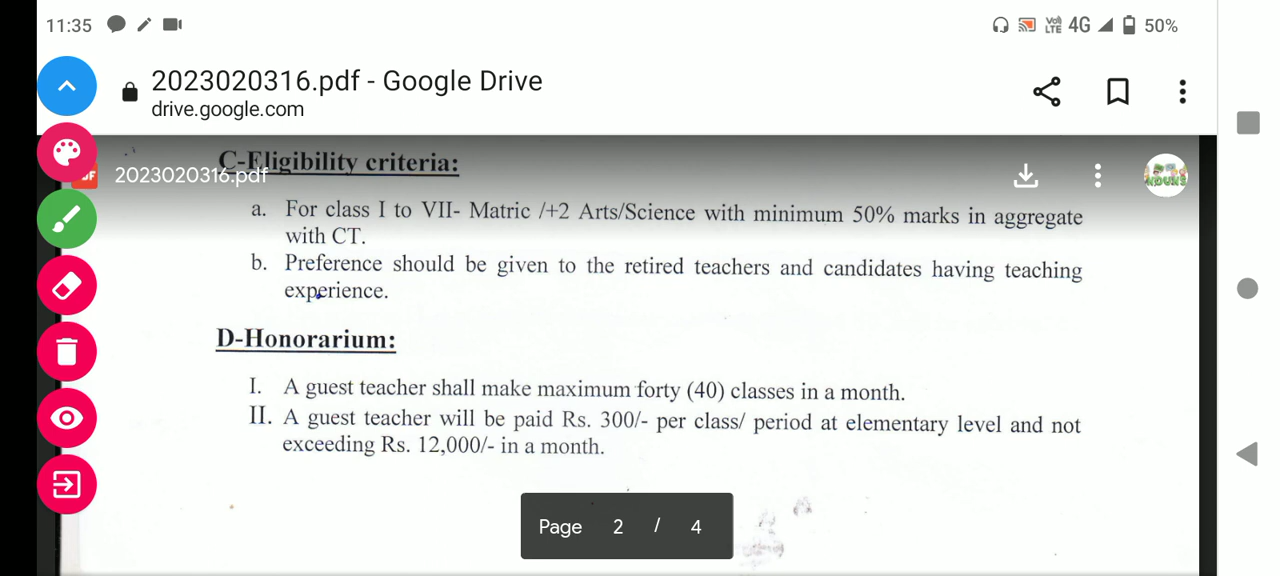 11:35
VoLTE 4G 50%
2023020316.pdf - Google Drive
drive.google.com
C-Eligibility criteria:
2023020316.pdf
a. For class I to VII- Matric /+2 Arts/Science with minimum 50% marks in aggregate
with CT.
b. Preference should be given to the retired teachers and candidates having teaching
experience.
D-Honorarium:
I. A guest teacher shall make maximum forty (40) classes in a month.
II. A guest teacher will be paid Rs. 300/- per class/ period at elementary level and not
exceeding Rs. 12,000/- in a month.
Page 2 / 4